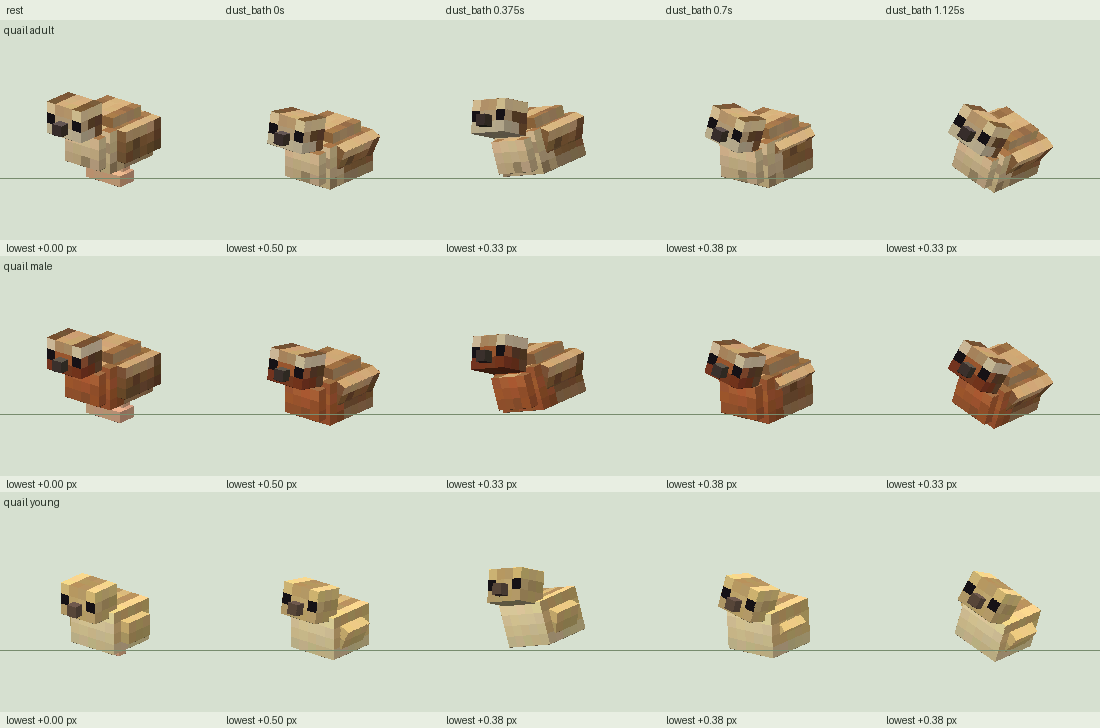 rest dust_bath 0s dust_bath 0.375s dust_bath 0.7s dust_bath 1.125s
quail adult
lowest +0.00 px lowest +0.50 px lowest +0.33 px lowest +0.38 px lowest +0.33 px
quail male
lowest +0.00 px lowest +0.50 px lowest +0.33 px lowest +0.38 px lowest +0.33 px
quail young
lowest +0.00 px lowest +0.50 px lowest +0.38 px lowest +0.38 px lowest +0.38 px